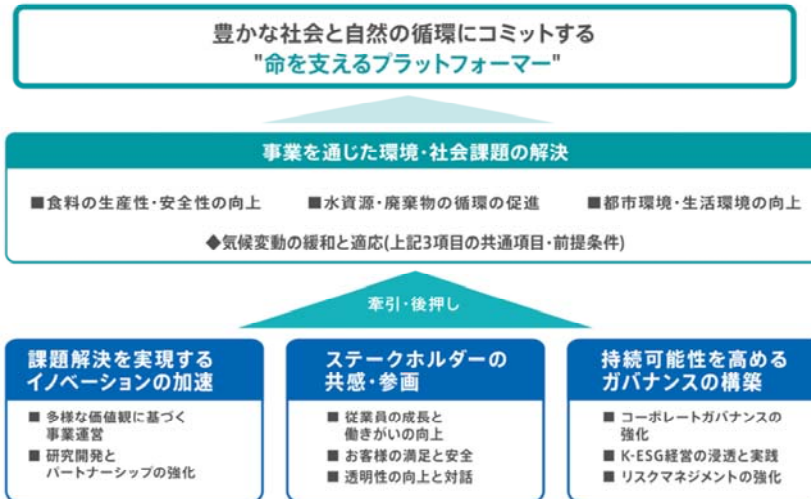 豊かな社会と自然の循環にコミットする
"命を支えるプラットフォーマー"
事業を通じた環境・社会課題の解決
■食料の生産性・安全性の向上 ■水資源・廃棄物の循環の促進 ■都市環境・生活環境の向上
◆気候変動の緩和と適応(上記3項目の共通項目・前提条件)
牽引・後押し
課題解決を実現する
イノベーションの加速
■ 多様な価値観に基づく
事業運営
■ 研究開発と
パートナーシップの強化
ステークホルダーの
共感・参画
■ 従業員の成長と
働きがいの向上
■ お客様の満足と安全
■ 透明性の向上と対話
持続可能性を高める
ガバナンスの構築
■ コーポレートガバナンスの
強化
■ K-ESG経営の浸透と実践
■ リスクマネジメントの強化